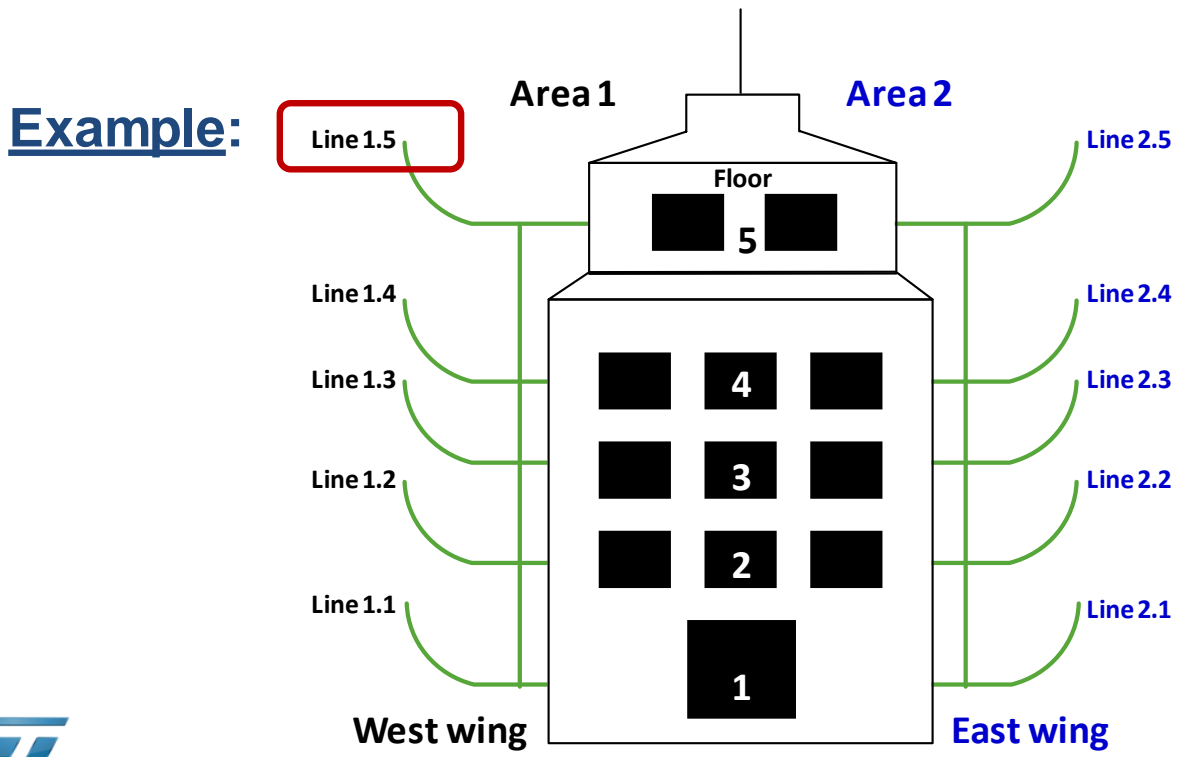 Example:
Area 1
Area 2
Line 1.5
Line 2.5
Floor
5
Line 1.4
Line 2.4
Line 1.3
4
Line 2.3
Line 1.2
3
Line 2.2
2
Line 1.1
Line 2.1
1
West wing
East wing